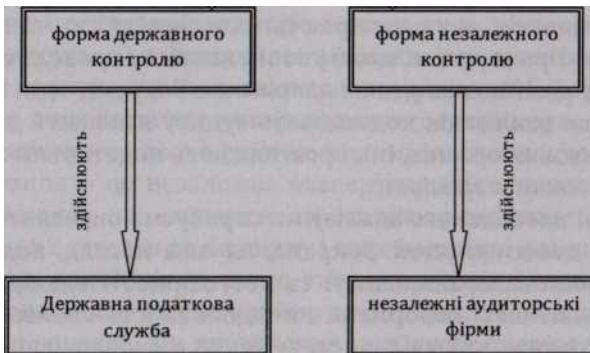 форма державного
контролю
форма незалежного
контролю
здійснюють
здійснюють
Державна податкова
служба
незалежні аудиторські
фірми